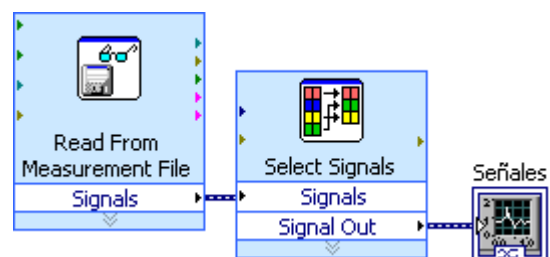 Read From
Measurement File
Signals
Select Signals
Signals
Signal Out
Señales